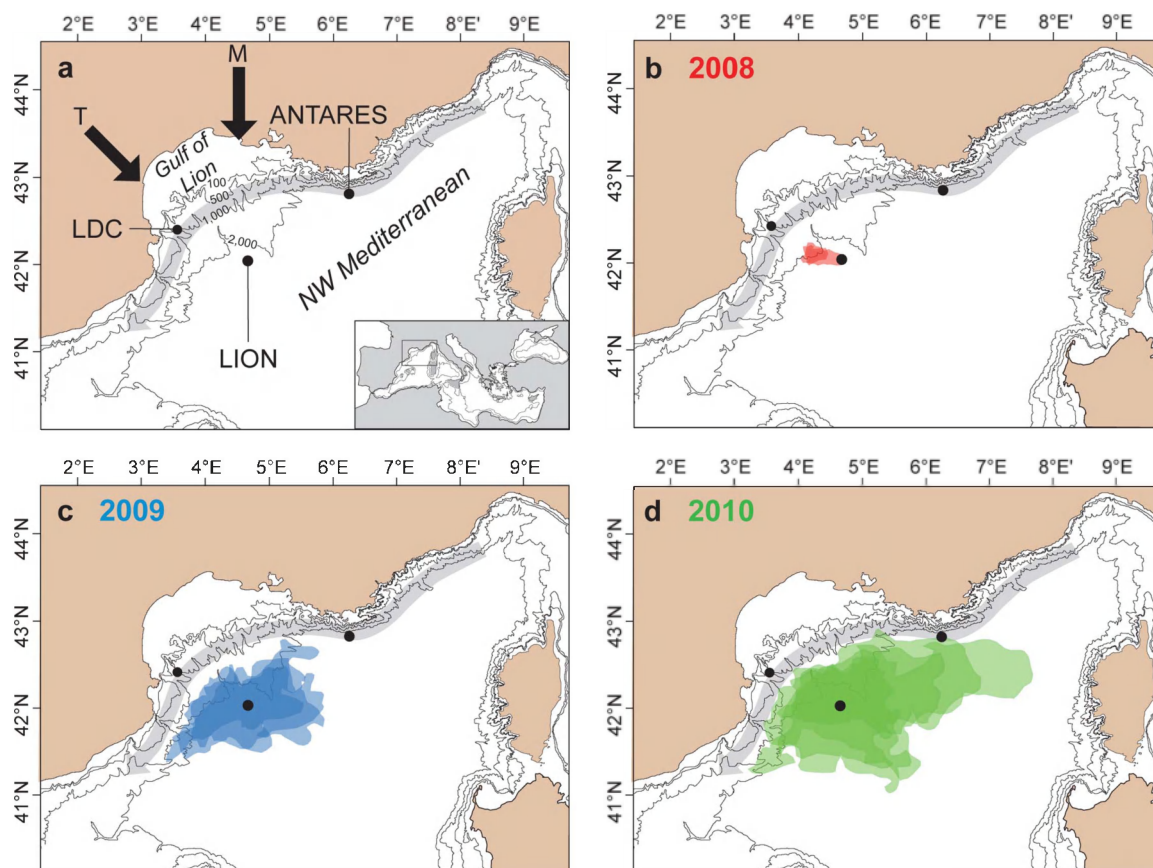 2°E 3°E 4°E 5°E 6°E 7°E 8°E' 9°E
2°E 3°E 4°E 5°E 6°E 7°E 8°E' 9°E
a
M
T
ANTARES
Gulf of
Lion
100
500
1,000
2,000
LDC
LION
NW Mediterranean
44°N
43°N
42°N
41°N
b 2008
44°N
43°N
42°N
41°N
2°E 3°E 4°E 5°E 6°E 7°E 8°E' 9°E
2°E 3°E 4°E 5°E 6°E 7°E 8°E' 9°E
c 2009
44°N
43°N
42°N
41°N
d 2010
44°N
43°N
42°N
41°N